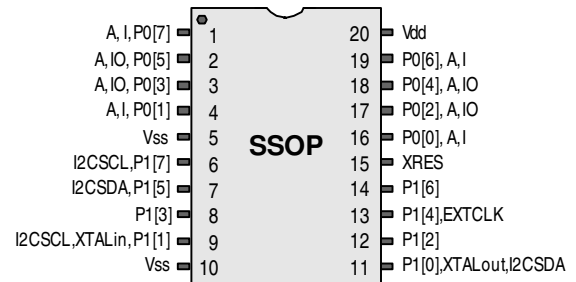 A, I, P0[7] 1 20 Vdd
A, IO, P0[5] 2 19 P0[6], A, I
A, IO, P0[3] 3 18 P0[4], A, IO
A, I, P0[1] 4 17 P0[2], A, IO
Vss 5 SSOP 16 P0[0], A, I
I2CSCL, P1[7] 6 15 XRES
I2CSDA, P1[5] 7 14 P1[6]
P1[3] 8 13 P1[4], EXTCLK
I2CSCL, XTALin, P1[1] 9 12 P1[2]
Vss 10 11 P1[0], XTALout, I2CSDA